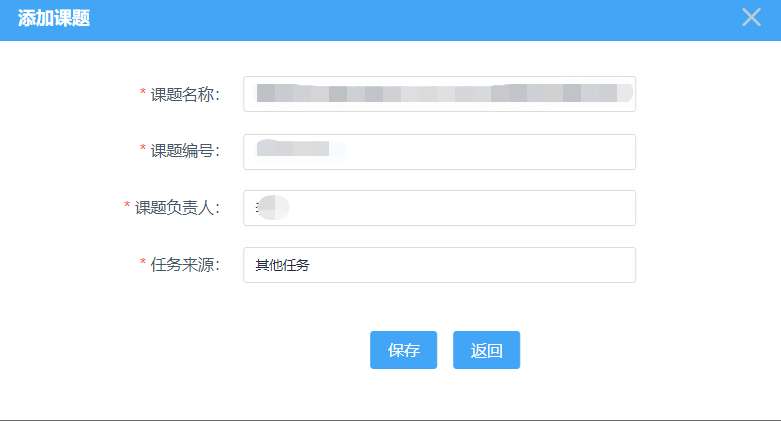 添加课题
* 课题名称：
* 课题编号：
* 课题负责人：
* 任务来源：
其他任务
保存
返回